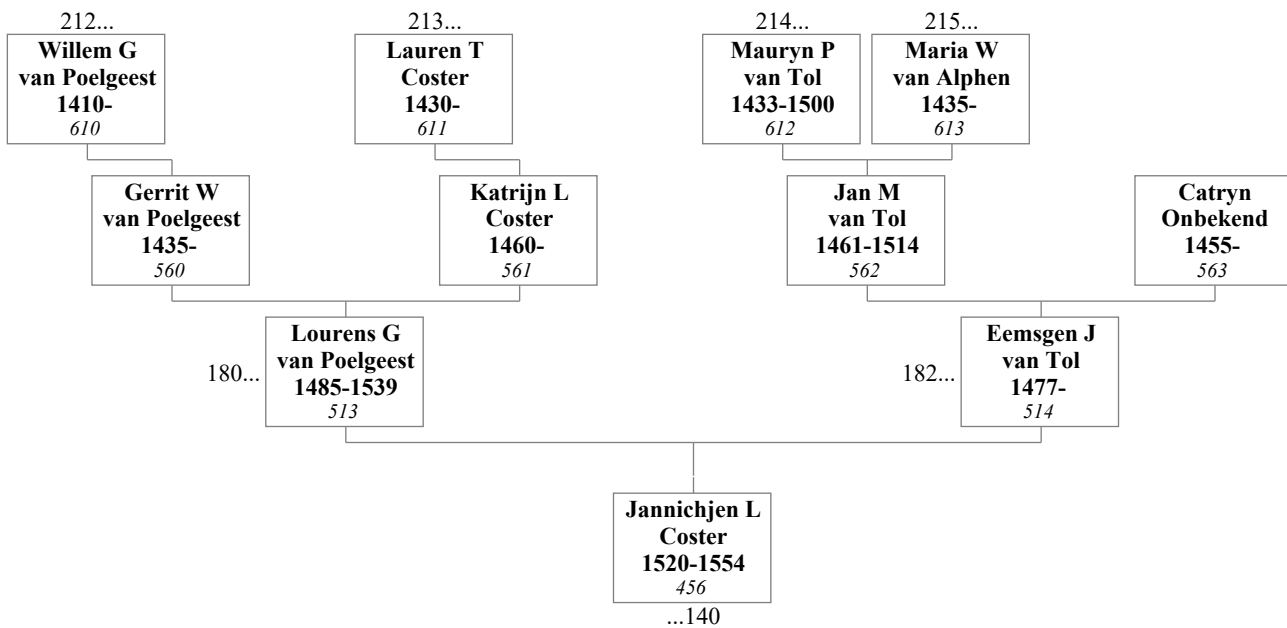 212...
Willem G
van Poelgeest
1410-
610
213...
Lauren T
Coster
1430-
611
214...
Mauryn P
van Tol
1433-1500
612
215...
Maria W
van Alphen
1435-
613
Gerrit W
van Poelgeest
1435-
560
Katrijn L
Coster
1460-
561
Jan M
van Tol
1461-1514
562
Catryn
Onbekend
1455-
563
180...
Lourens G
van Poelgeest
1485-1539
513
182...
Eemsgen J
van Tol
1477-
514
Jannichjen L
Coster
1520-1554
456
...140